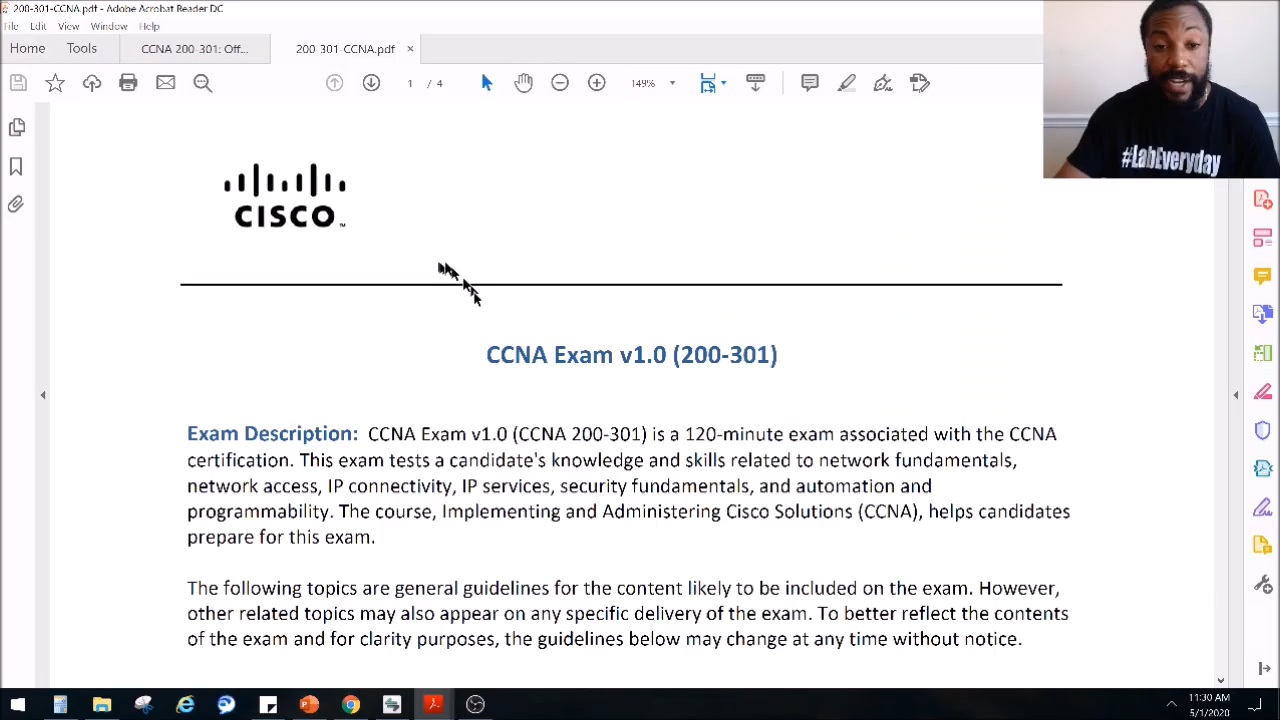 200-301-CCNA.pdf - Adobe Acrobat Reader DC
File Edit View Window Help
Home Tools CCNA 200-301: Off... 200-301-CCNA.pdf ×
1 / 4 149%
#LabEveryday
CISCO
CCNA Exam v1.0 (200-301)
Exam Description: CCNA Exam v1.0 (CCNA 200-301) is a 120-minute exam associated with the CCNA
certification. This exam tests a candidate's knowledge and skills related to network fundamentals,
network access, IP connectivity, IP services, security fundamentals, and automation and
programmability. The course, Implementing and Administering Cisco Solutions (CCNA), helps candidates
prepare for this exam.
The following topics are general guidelines for the content likely to be included on the exam. However,
other related topics may also appear on any specific delivery of the exam. To better reflect the contents
of the exam and for clarity purposes, the guidelines below may change at any time without notice.
11:30 AM
5/1/2020